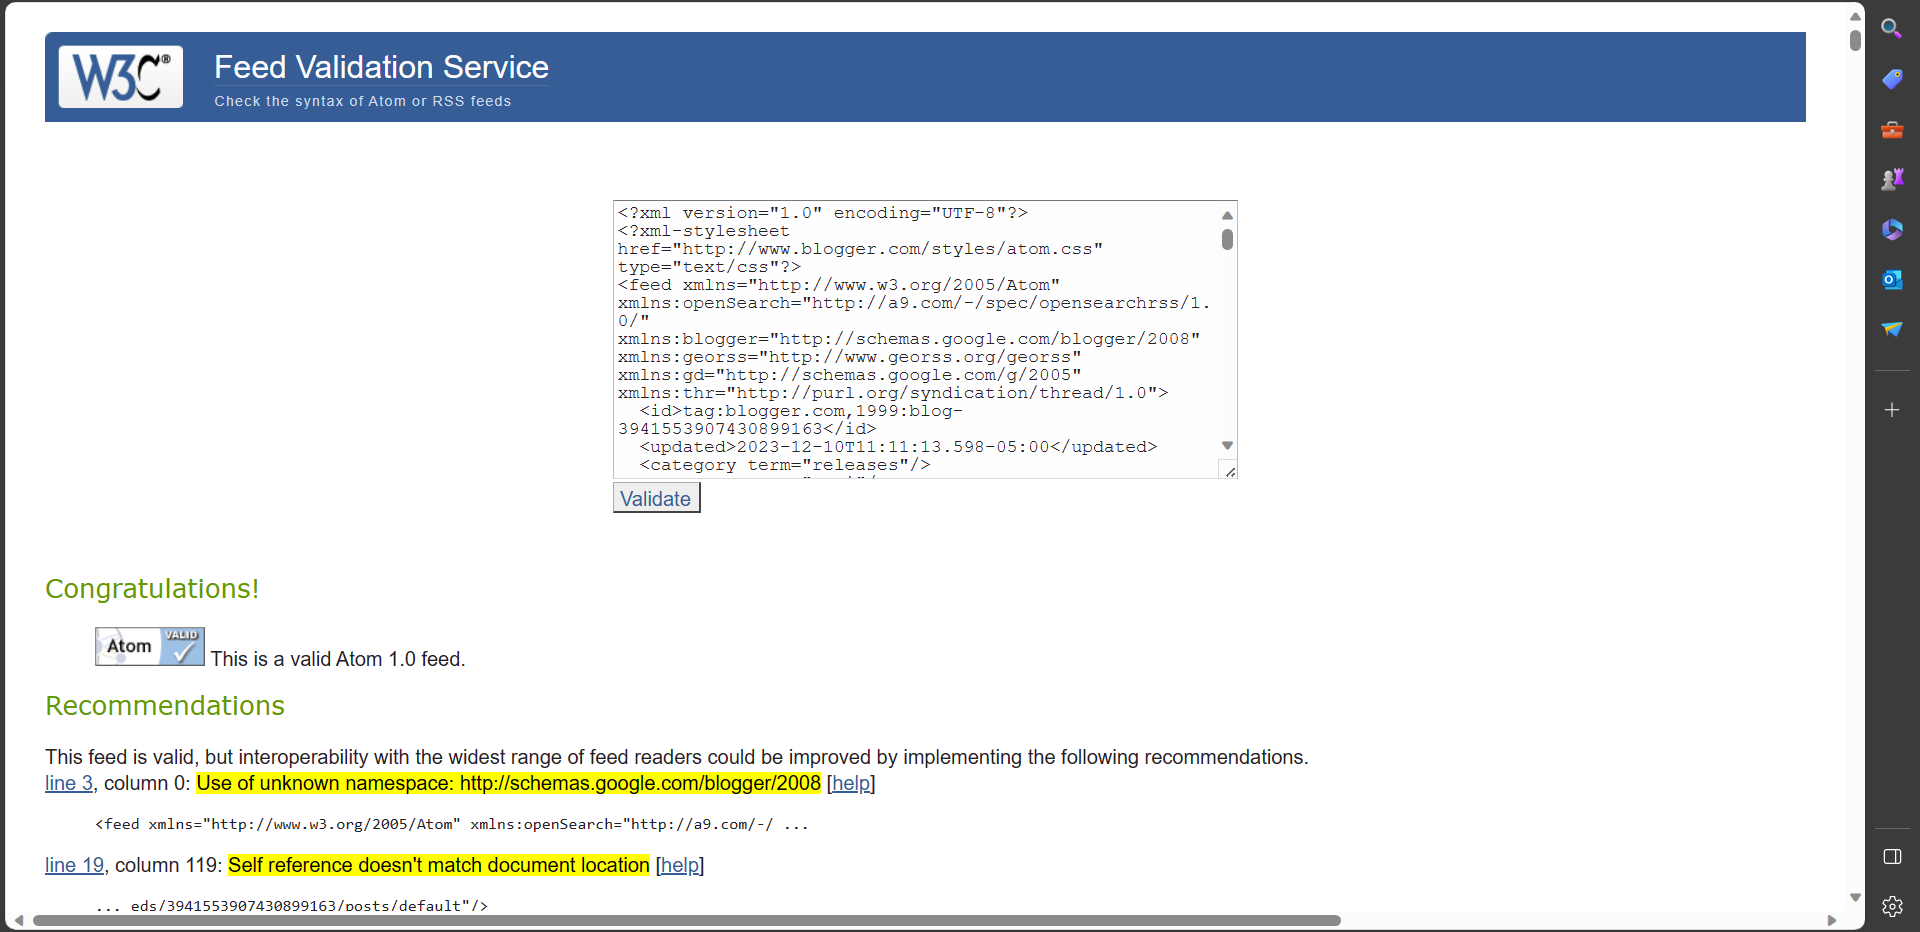 W3C®
Feed Validation Service
Check the syntax of Atom or RSS feeds
<?xml version="1.0" encoding="UTF-8"?>
<?xml-stylesheet
href="http://www.blogger.com/styles/atom.css"
type="text/css"?>
<feed xmlns="http://www.w3.org/2005/Atom"
xmlns:openSearch="http://a9.com/-/spec/opensearchrss/1.
0/"
xmlns:blogger="http://schemas.google.com/blogger/2008"
xmlns:georss="http://www.georss.org/georss"
xmlns:gd="http://schemas.google.com/g/2005"
xmlns:thr="http://purl.org/syndication/thread/1.0">
<id>tag:blogger.com,1999:blog-
3941553907430899163</id>
<updated>2023-12-10T11:11:13.598-05:00</updated>
<category term="releases"/>
Validate
Congratulations!
Atom VALID This is a valid Atom 1.0 feed.
Recommendations
This feed is valid, but interoperability with the widest range of feed readers could be improved by implementing the following recommendations.
line 3, column 0: Use of unknown namespace: http://schemas.google.com/blogger/2008 [help]
<feed xmlns="http://www.w3.org/2005/Atom" xmlns:openSearch="http://a9.com/-/ ...
line 19, column 119: Self reference doesn't match document location [help]
... eds/3941553907430899163/posts/default"/>